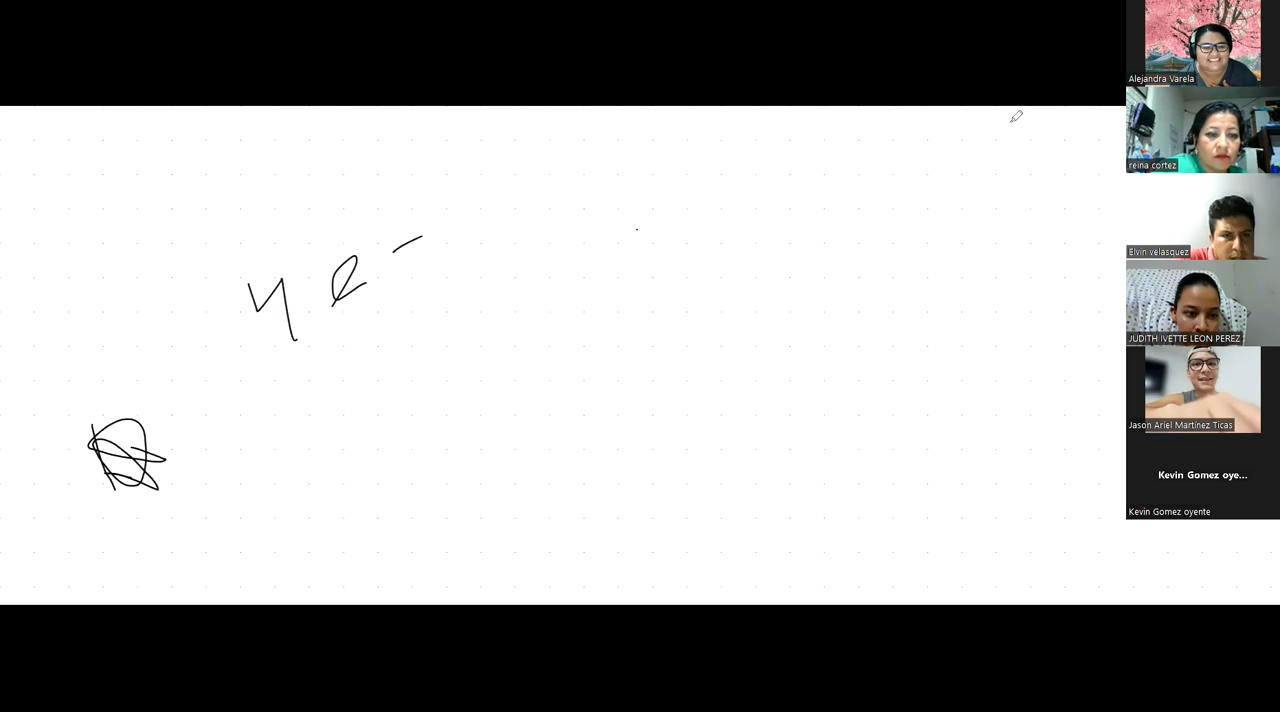 Alejandra Varela
reina cortez
Elvin velasquez
JUDITH IVETTE LEON PEREZ
Jason Ariel Martínez Ticas
Kevin Gomez oye...
Kevin Gomez oyente
y e